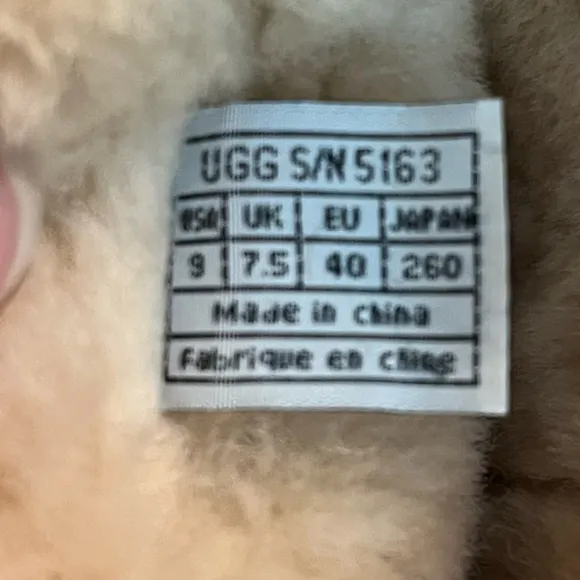 UGG S/N 5163
USA UK EU JAPAN
9 7.5 40 260
Made in china
Fabrique en chine